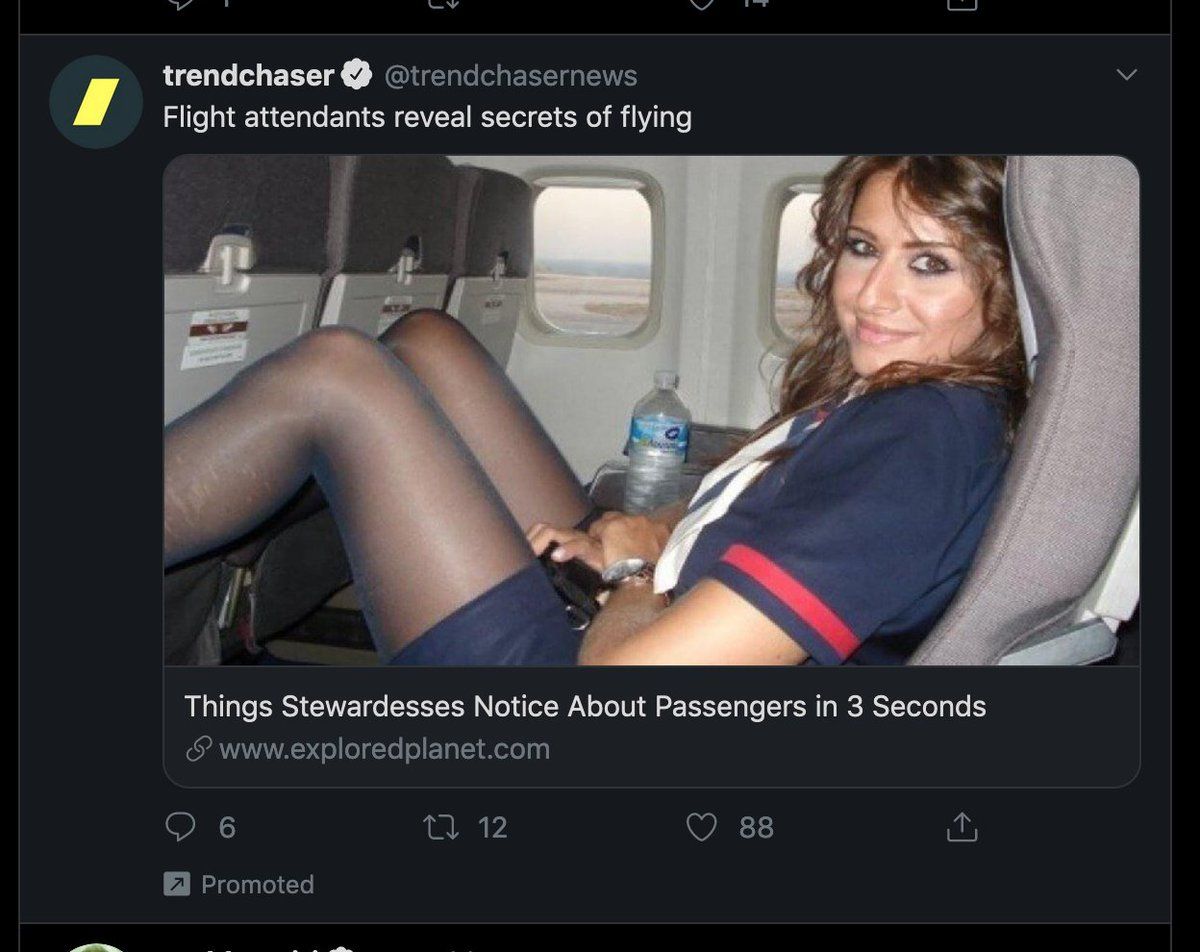 14
trendchaser @trendchasernews
Flight attendants reveal secrets of flying
Things Stewardesses Notice About Passengers in 3 Seconds
www.exploredplanet.com
6 12 88
Promoted